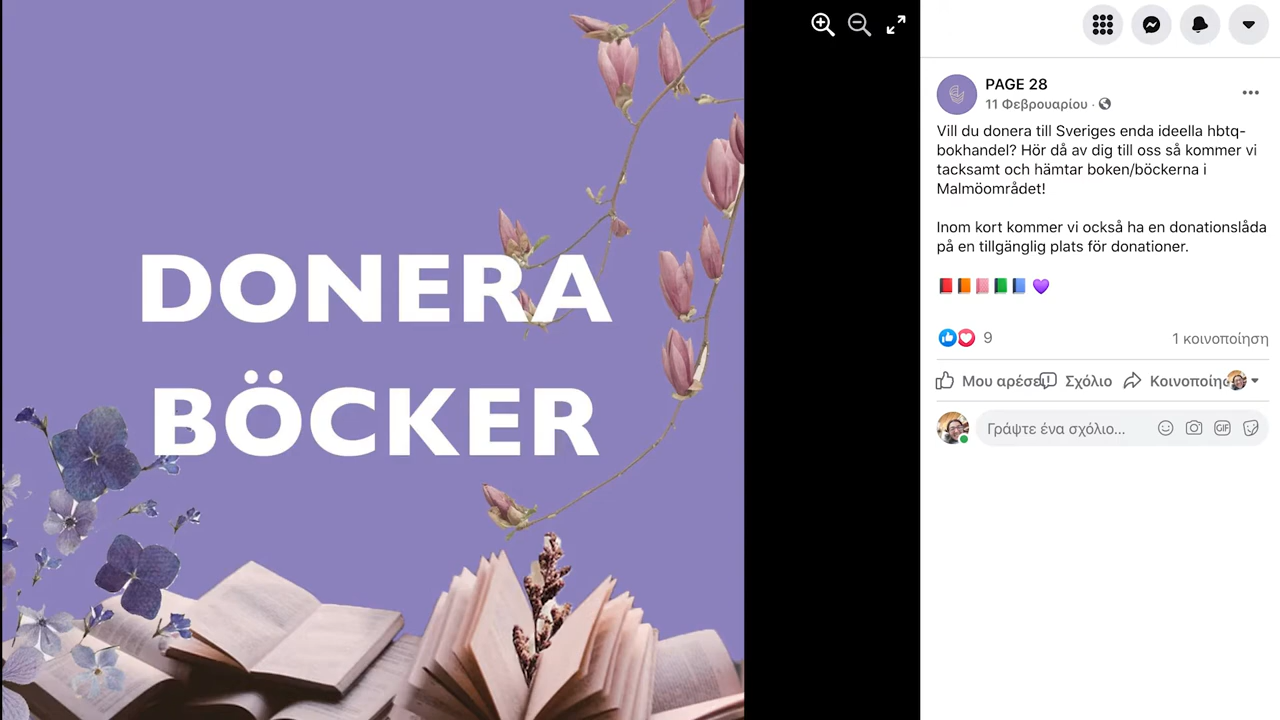 DONERA
BÖCKER
PAGE 28
11 Φεβρουαρίου ·
Vill du donera till Sveriges enda ideella hbtq-
bokhandel? Hör då av dig till oss så kommer vi
tacksamt och hämtar boken/böckerna i
Malmöområdet!
Inom kort kommer vi också ha en donationslåda
på en tillgänglig plats för donationer.
9
1 κοινοποίηση
Μου αρέσει! Σχόλιο
Γράψτε ένα σχόλιο...
GIF